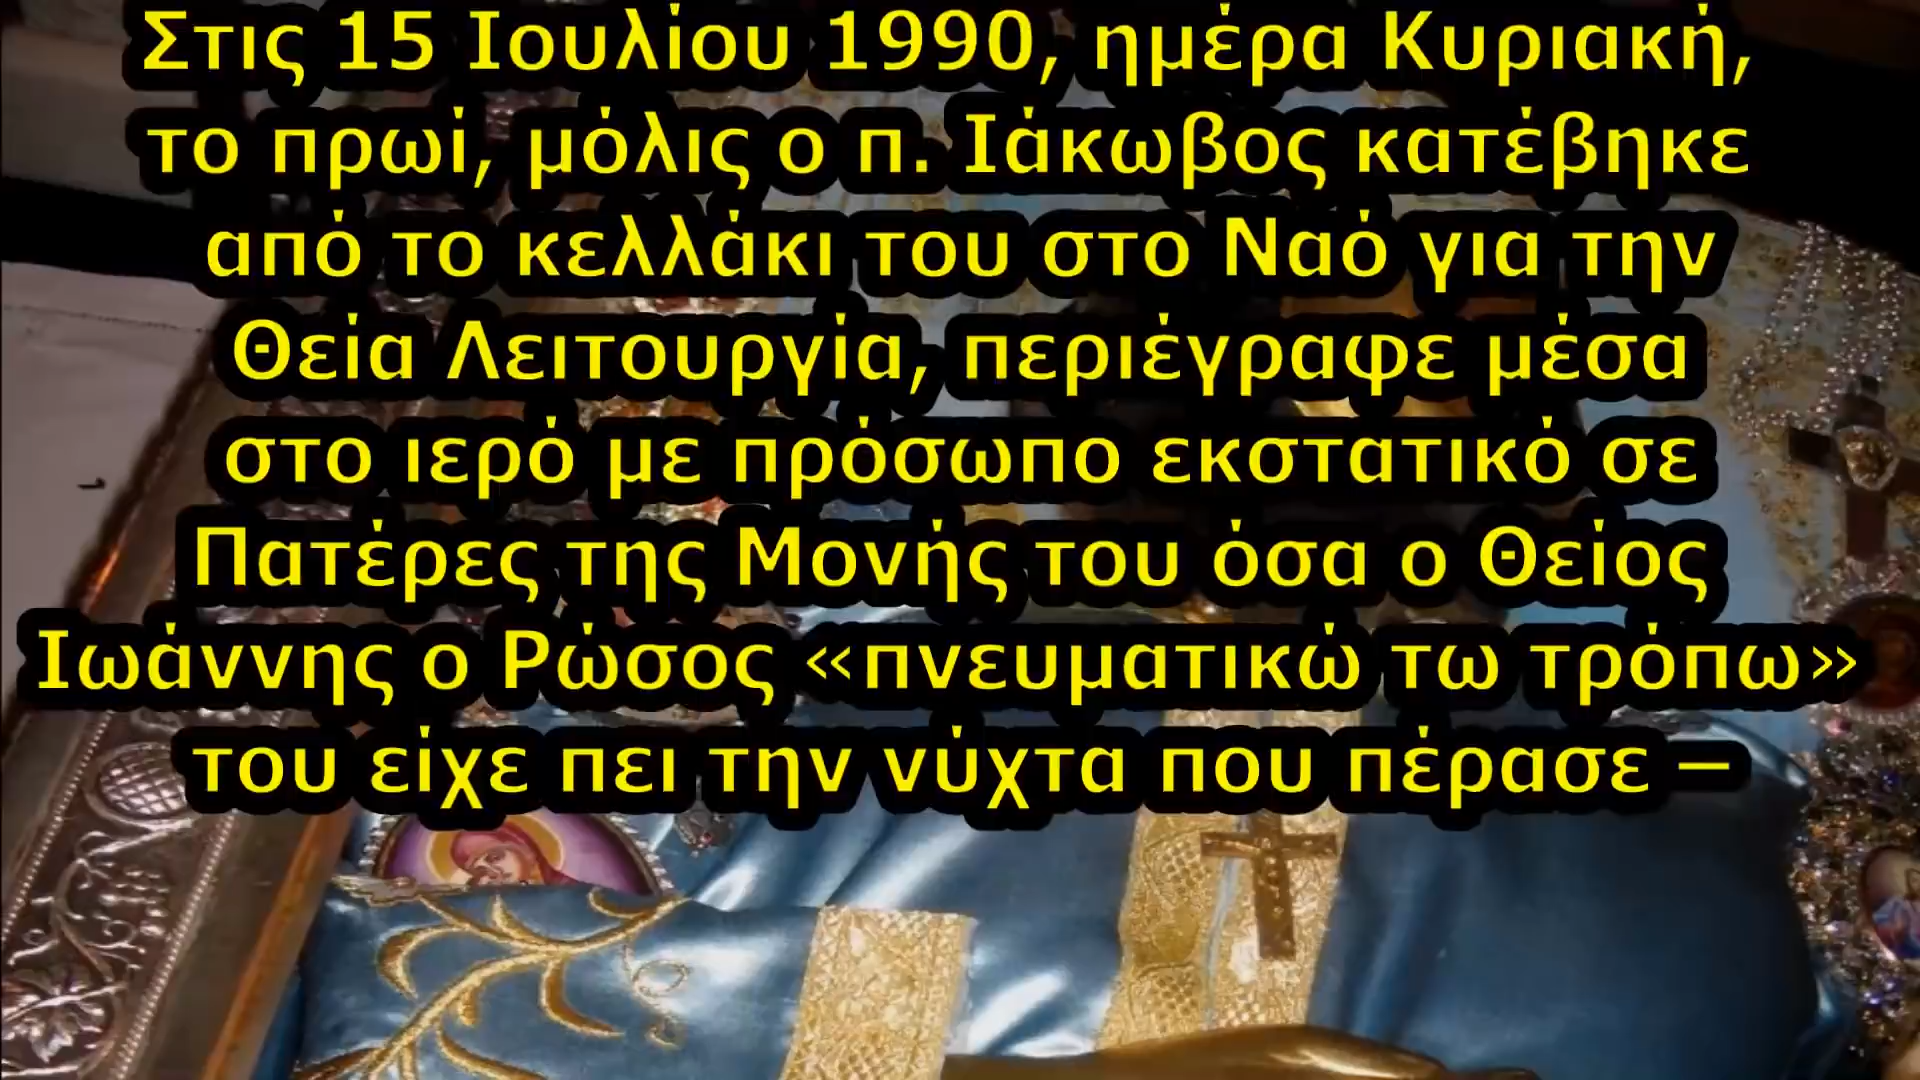 Στις 15 Ιουλίου 1990, ημέρα Κυριακή,
το πρωί, μόλις ο π. Ιάκωβος κατέβηκε
από το κελλάκι του στο Ναό για την
Θεία Λειτουργία, περιέγραφε μέσα
στο ιερό με πρόσωπο εκστατικό σε
Πατέρες της Μονής του όσα ο Θείος
Ιωάννης ο Ρώσος «πνευματικώ τω τρόπω»
του είχε πει την νύχτα που πέρασε –